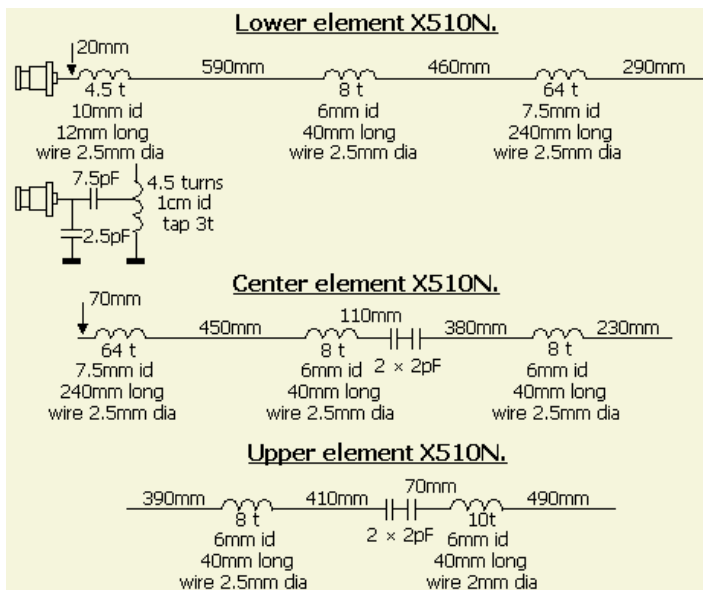 Lower element X510N.
20mm
590mm
460mm
290mm
4.5 t
8 t
64 t
10mm id
6mm id
7.5mm id
12mm long
40mm long
240mm long
wire 2.5mm dia
wire 2.5mm dia
wire 2.5mm dia
7.5pF
4.5 turns
1cm id
tap 3t
2.5pF
Center element X510N.
70mm
450mm
110mm
380mm
230mm
64 t
8 t
2 × 2pF
8 t
7.5mm id
6mm id
6mm id
240mm long
40mm long
40mm long
wire 2.5mm dia
wire 2.5mm dia
wire 2.5mm dia
Upper element X510N.
390mm
410mm
70mm
490mm
8 t
2 × 2pF
10t
6mm id
6mm id
40mm long
40mm long
wire 2.5mm dia
wire 2mm dia